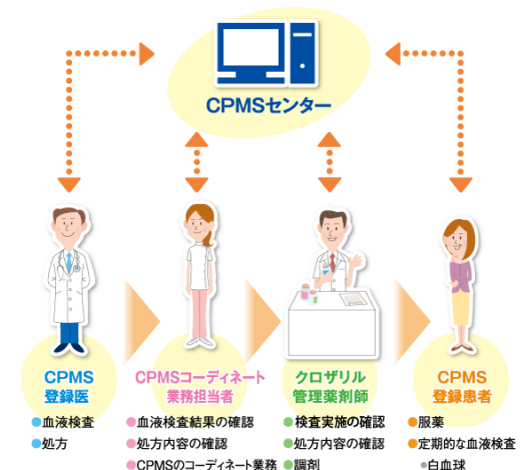 CPMSセンター
CPMS
登録医
●血液検査
●処方
CPMSコーディネート
業務担当者
●血液検査結果の確認
●処方内容の確認
●CPMSのコーディネート業務
クロザリル
管理薬剤師
●検査実施の確認
●処方内容の確認
●調剤
CPMS
登録患者
●服薬
●定期的な血液検査
●白血球